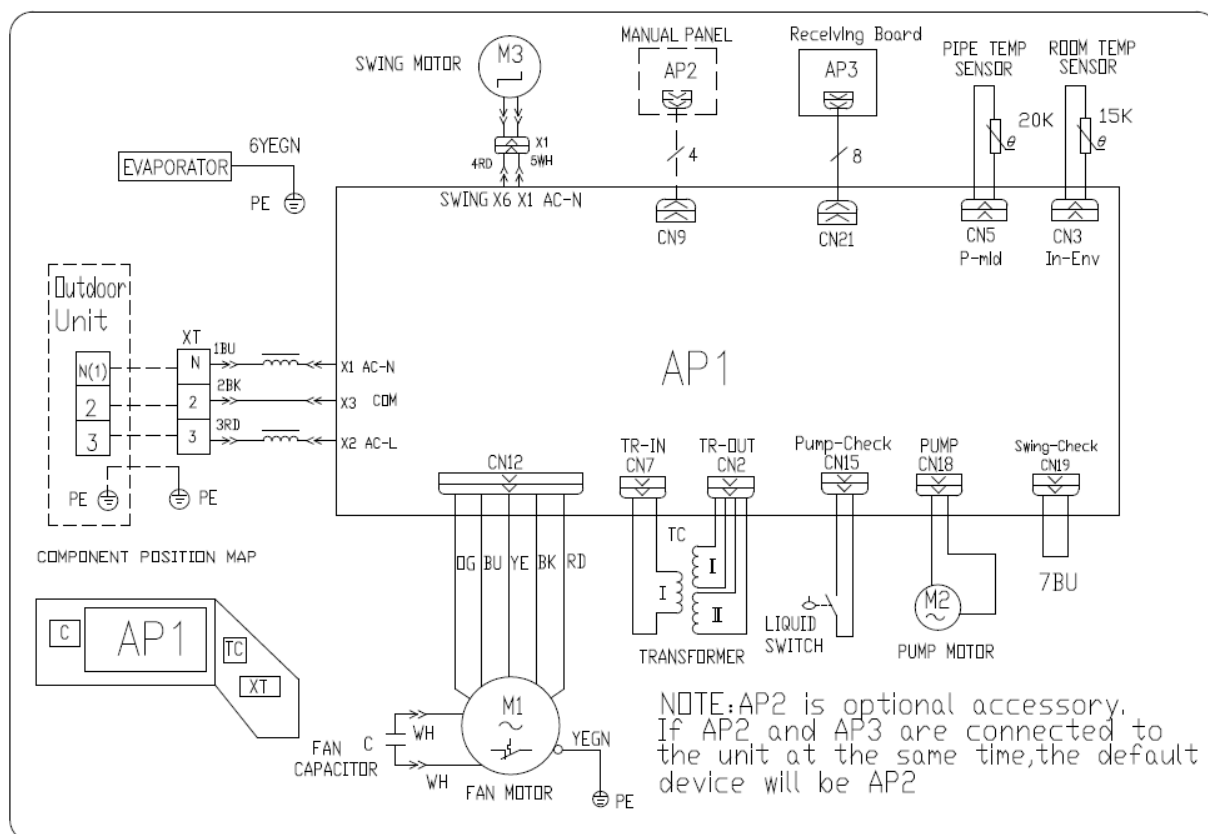 SWING MOTOR
M3
X1
4RD
5WH
SWING X6 X1 AC-N
MANUAL PANEL
AP2
4
CN9
Receiving Board
AP3
8
CN21
PIPE TEMP
SENSOR
20K
θ
CN5
P-mid
ROOM TEMP
SENSOR
15K
θ
CN3
In-Env
6YEGN
EVAPORATOR
PE
Outdoor
Unit
N(1)
2
3
PE
XT
N
2
3
PE
1BU
2BK
3RD
X1 AC-N
X3 COM
X2 AC-L
AP1
CN12
TR-IN
CN7
TR-OUT
CN2
Pump-Check
CN15
PUMP
CN18
Swing-Check
CN19
OG BU YE BK RD
TC
I
I
II
TRANSFORMER
LIQUID
SWITCH
M2
~
PUMP MOTOR
7BU
COMPONENT POSITION MAP
C
AP1
TC
XT
M1
~
C
WH
WH
FAN
CAPACITOR
FAN MOTOR
YEGN
PE
NOTE:AP2 is optional accessory.
If AP2 and AP3 are connected to
the unit at the same time,the default
device will be AP2